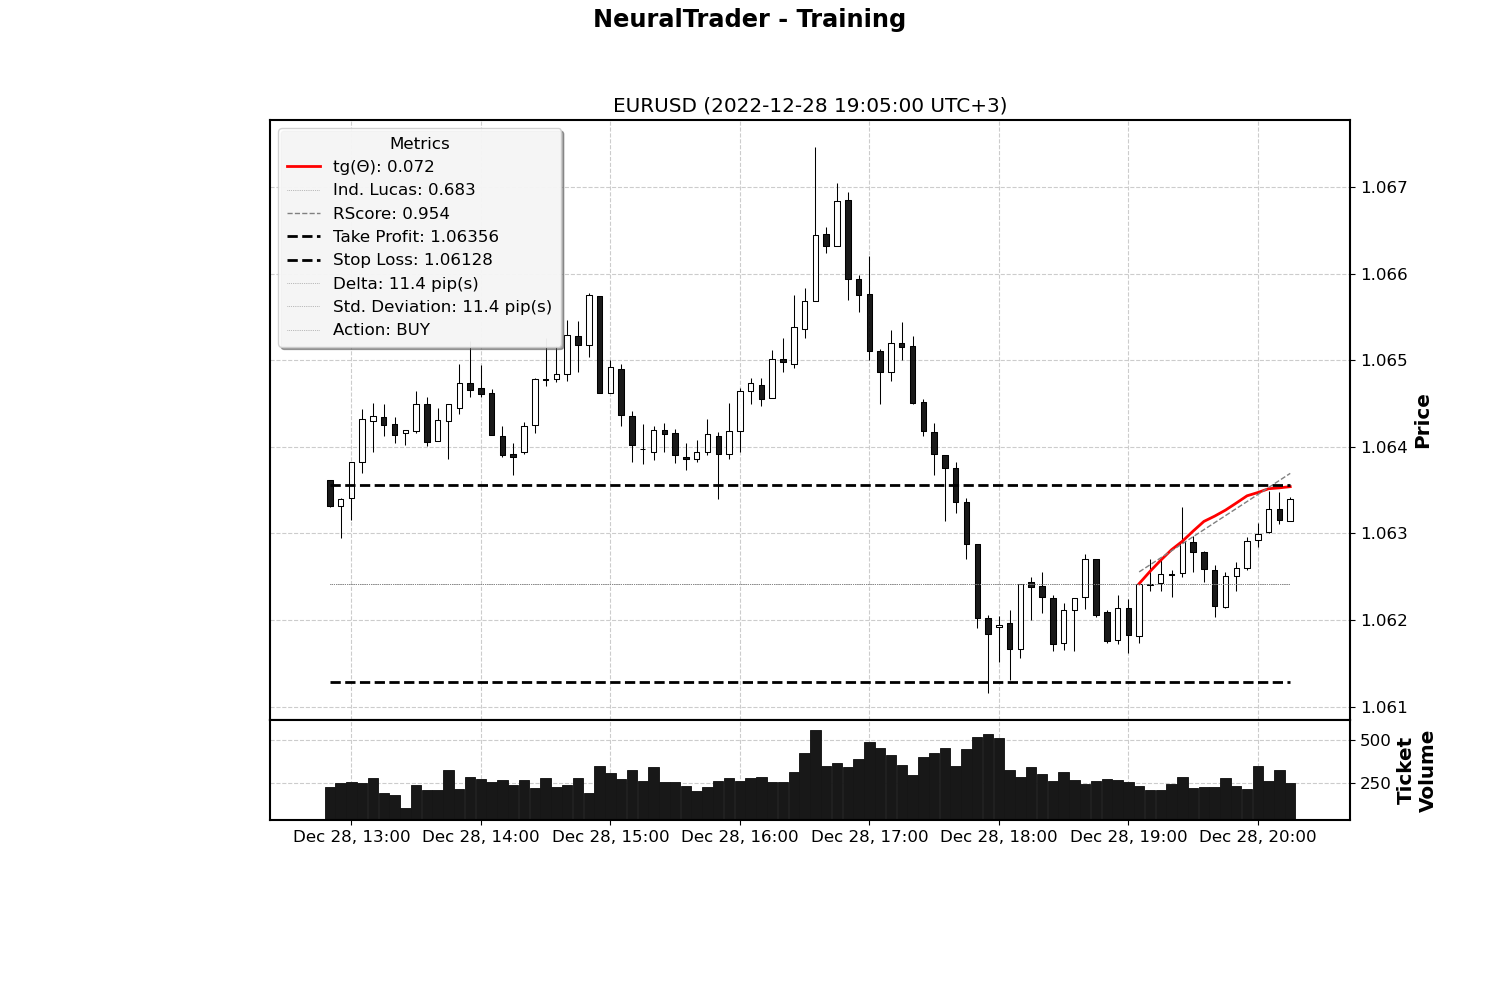 NeuralTrader - Training
EURUSD (2022-12-28 19:05:00 UTC+3)
Metrics
tg(Θ): 0.072
Ind. Lucas: 0.683
RScore: 0.954
Take Profit: 1.06356
Stop Loss: 1.06128
Delta: 11.4 pip(s)
Std. Deviation: 11.4 pip(s)
Action: BUY
1.067
1.066
1.065
1.064
1.063
1.062
1.061
Price
500
250
Ticket
Volume
Dec 28, 13:00 Dec 28, 14:00 Dec 28, 15:00 Dec 28, 16:00 Dec 28, 17:00 Dec 28, 18:00 Dec 28, 19:00 Dec 28, 20:00